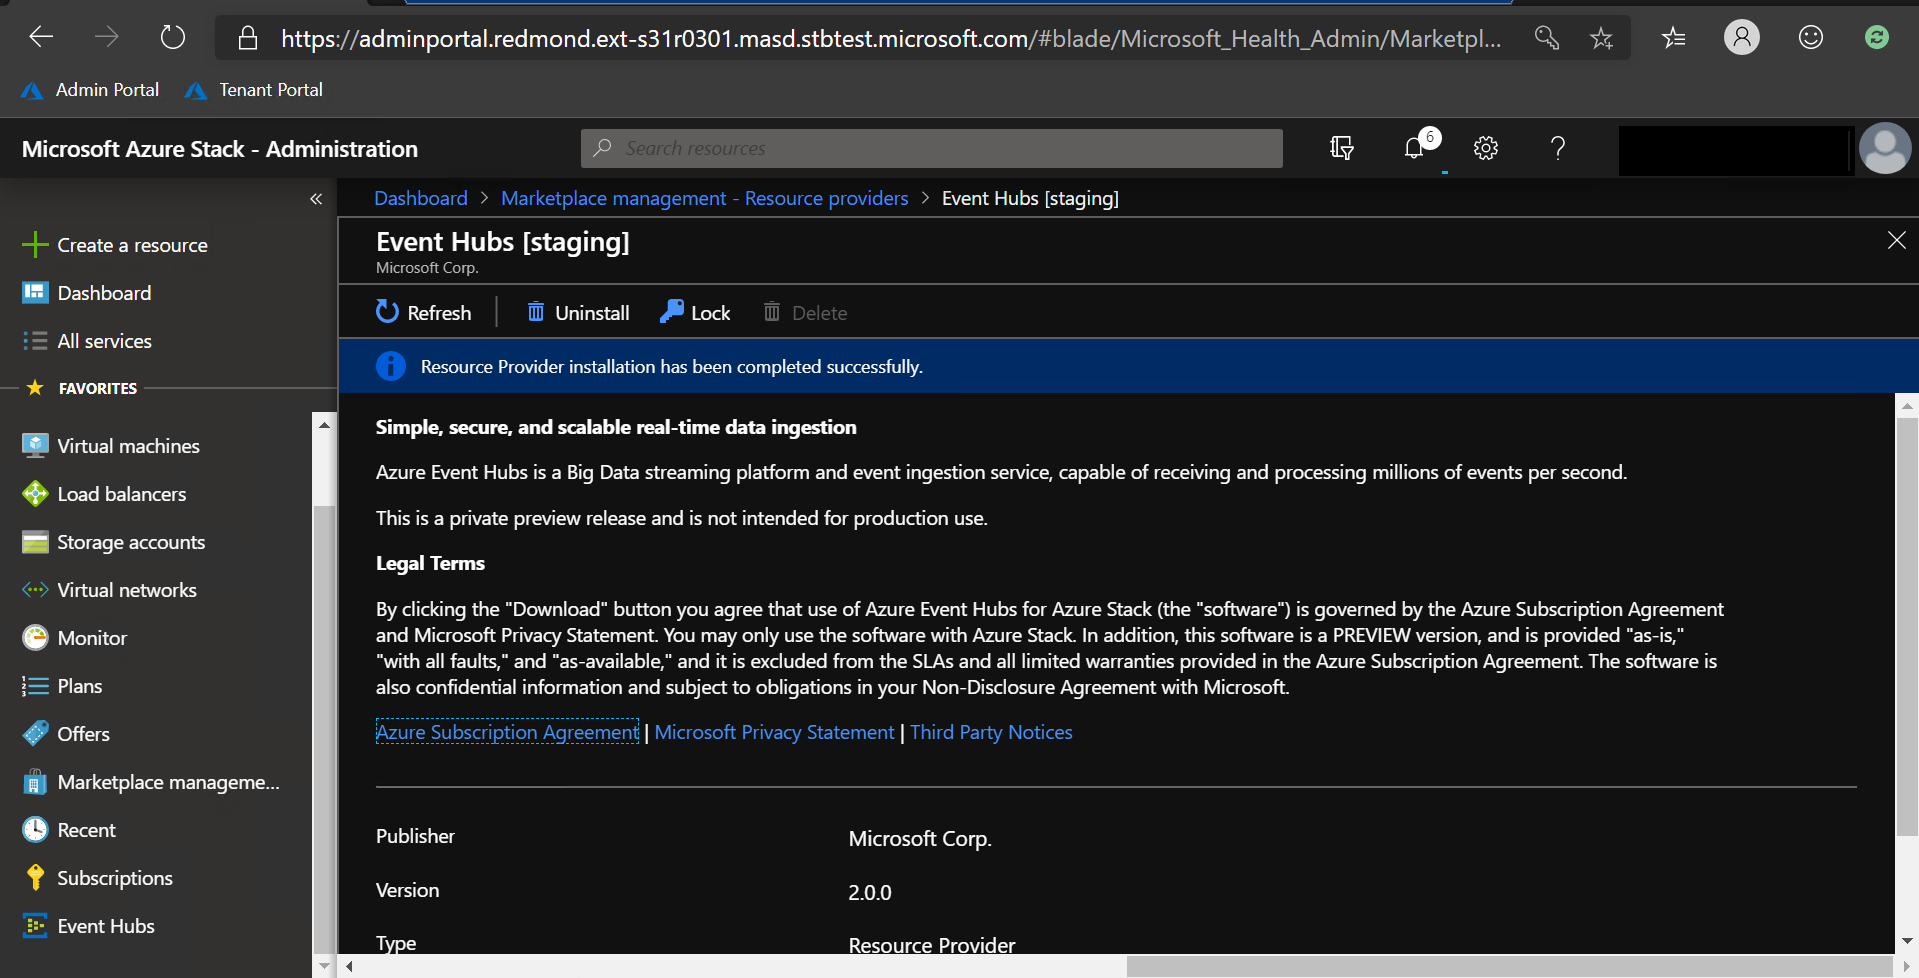 https://adminportal.redmond.ext-s31r0301.masd.stbtest.microsoft.com/#blade/Microsoft_Health_Admin/Marketpl...
Admin Portal
Tenant Portal
Microsoft Azure Stack - Administration
Search resources
6
?
«
Dashboard > Marketplace management - Resource providers > Event Hubs [staging]
Create a resource
Dashboard
All services
FAVORITES
Virtual machines
Load balancers
Storage accounts
Virtual networks
Monitor
Plans
Offers
Marketplace manageme...
Recent
Subscriptions
Event Hubs
Event Hubs [staging]
Microsoft Corp.
Refresh
Uninstall
Lock
Delete
Resource Provider installation has been completed successfully.
Simple, secure, and scalable real-time data ingestion
Azure Event Hubs is a Big Data streaming platform and event ingestion service, capable of receiving and processing millions of events per second.
This is a private preview release and is not intended for production use.
Legal Terms
By clicking the "Download" button you agree that use of Azure Event Hubs for Azure Stack (the "software") is governed by the Azure Subscription Agreement
and Microsoft Privacy Statement. You may only use the software with Azure Stack. In addition, this software is a PREVIEW version, and is provided "as-is,"
"with all faults," and "as-available," and it is excluded from the SLAs and all limited warranties provided in the Azure Subscription Agreement. The software is
also confidential information and subject to obligations in your Non-Disclosure Agreement with Microsoft.
Azure Subscription Agreement | Microsoft Privacy Statement | Third Party Notices
Publisher
Microsoft Corp.
Version
2.0.0
Type
Resource Provider